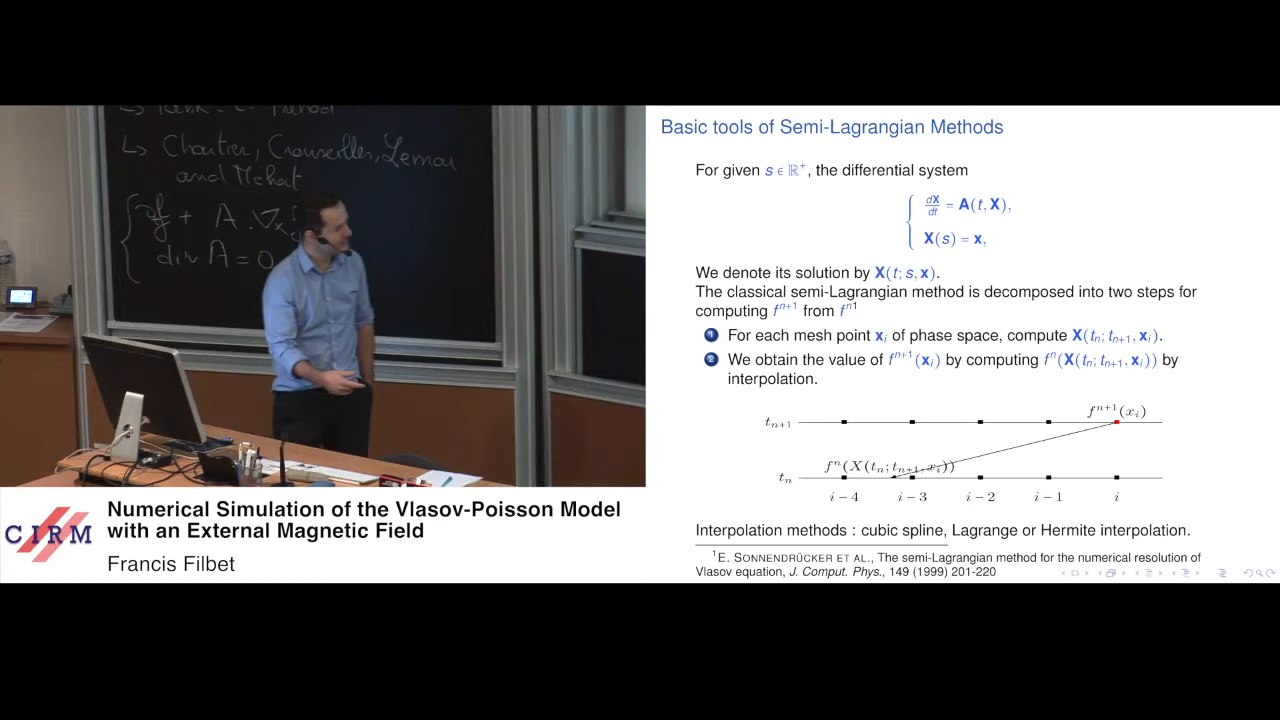 Chartier, Crouseilles, Lemou
and Méhat
div A = 0
CIRM
Numerical Simulation of the Vlasov-Poisson Model
with an External Magnetic Field
Francis Filbet
Basic tools of Semi-Lagrangian Methods
For given s ∈ ℝ⁺, the differential system
dX/dt = A(t, X),
X(s) = x,
We denote its solution by X(t; s, x).
The classical semi-Lagrangian method is decomposed into two steps for
computing fⁿ⁺¹ from fⁿ¹
1 For each mesh point xᵢ of phase space, compute X(tₙ; tₙ₊₁, xᵢ).
2 We obtain the value of fⁿ⁺¹(xᵢ) by computing fⁿ(X(tₙ; tₙ₊₁, xᵢ)) by
interpolation.
fⁿ⁺¹(xᵢ)
tₙ₊₁
fⁿ(X(tₙ; tₙ₊₁, xᵢ))
tₙ
i − 4 i − 3 i − 2 i − 1 i
Interpolation methods : cubic spline, Lagrange or Hermite interpolation.
¹E. SONNENDRÜCKER ET AL., The semi-Lagrangian method for the numerical resolution of
Vlasov equation, J. Comput. Phys., 149 (1999) 201-220